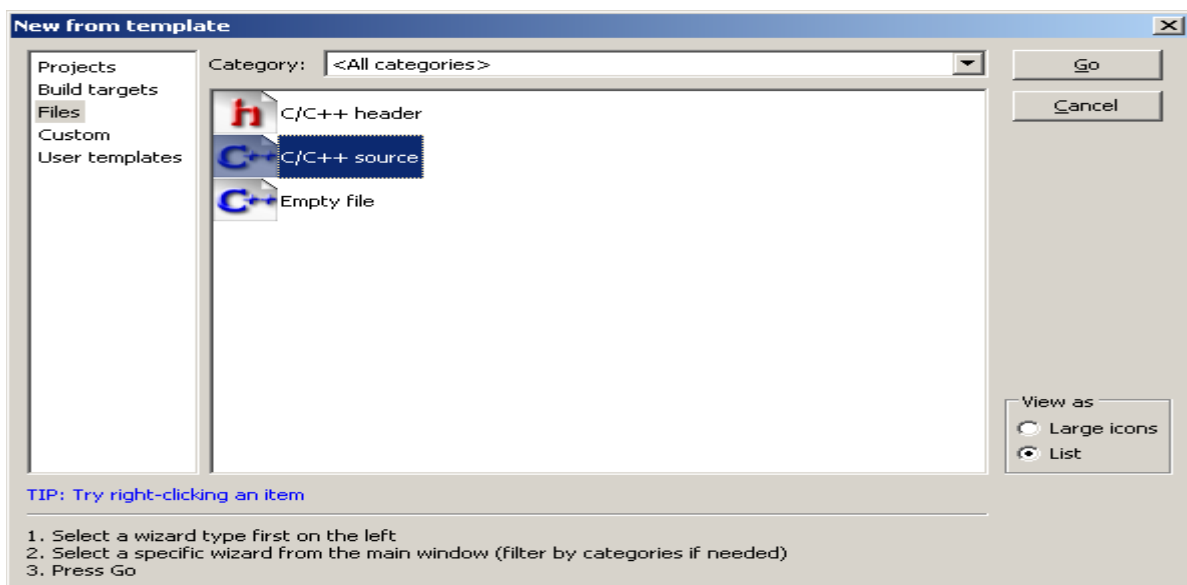 New from template
Projects
Build targets
Files
Custom
User templates
Category: <All categories>
C/C++ header
C/C++ source
Empty file
Go
Cancel
View as
Large icons
List
TIP: Try right-clicking an item
1. Select a wizard type first on the left
2. Select a specific wizard from the main window (filter by categories if needed)
3. Press Go